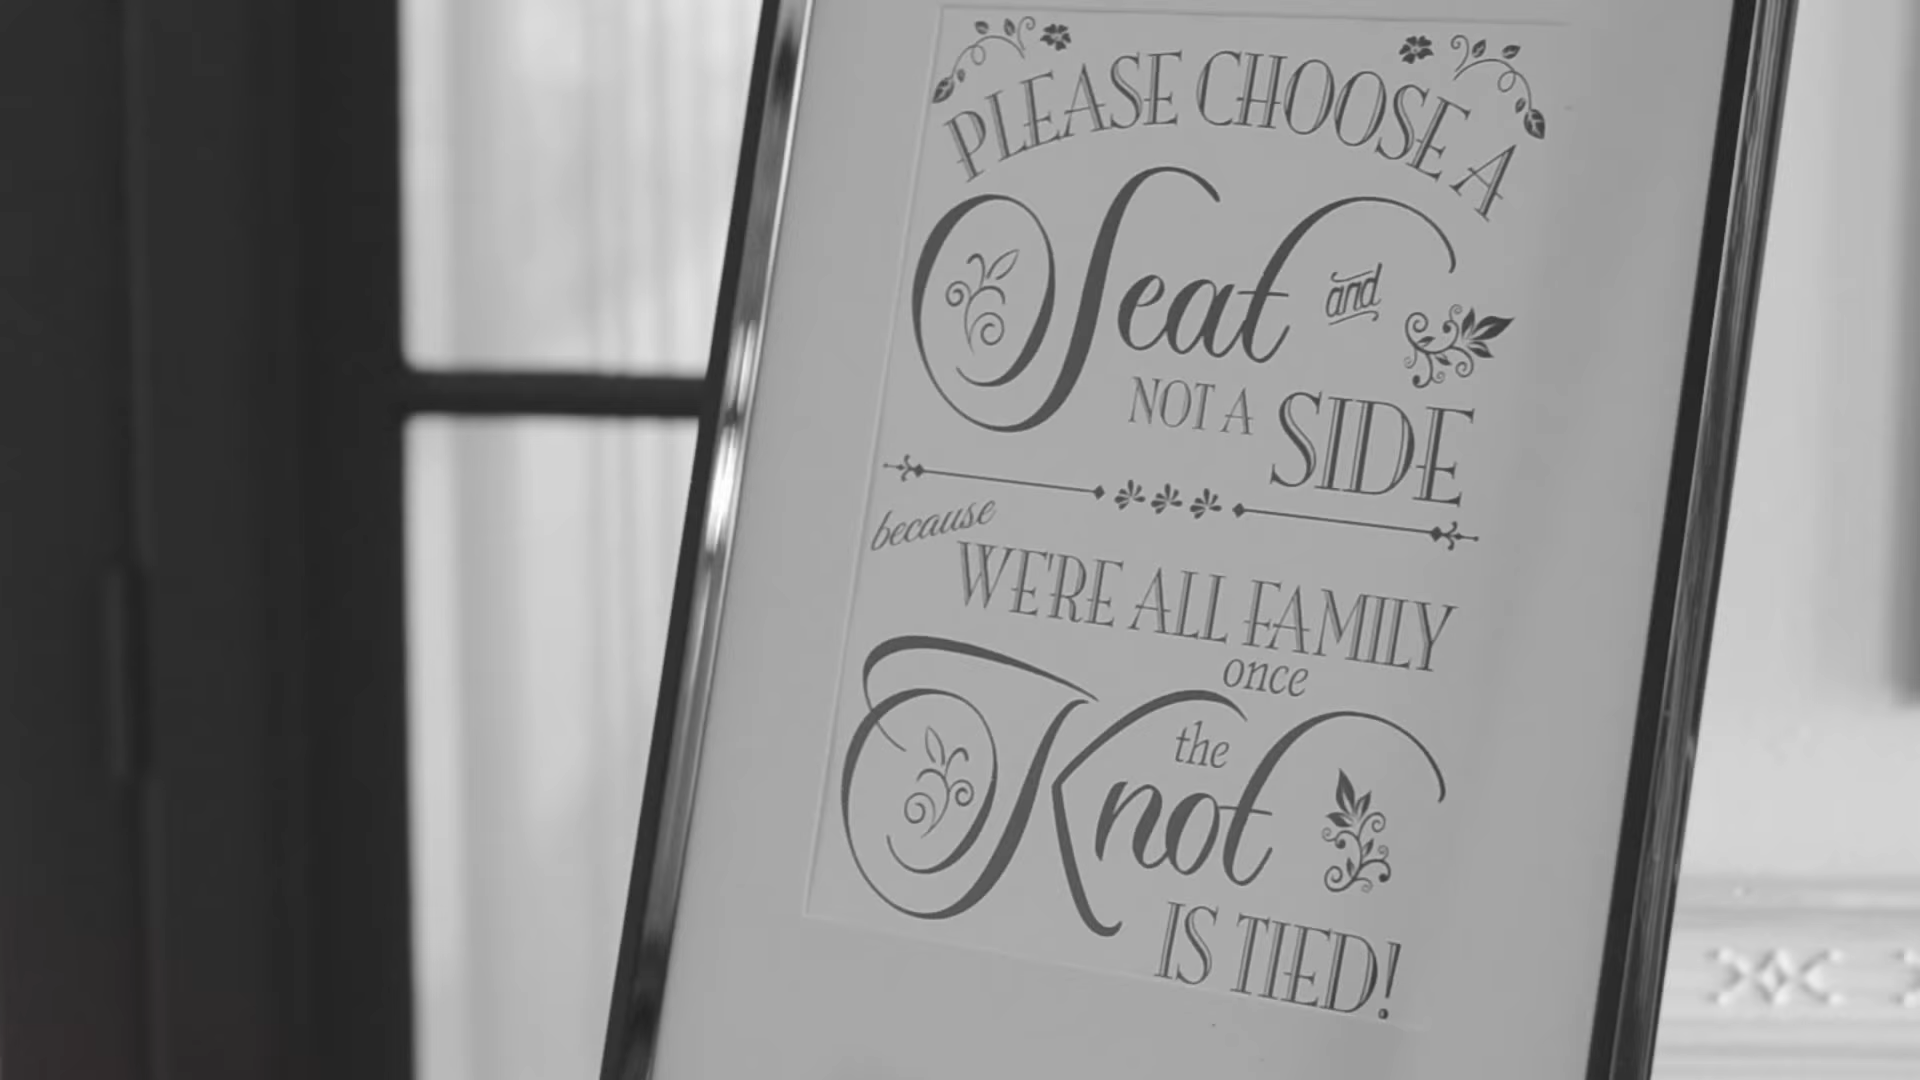 PLEASE CHOOSE A
Seat and
NOT A SIDE
because
WE'RE ALL FAMILY
once
the
Knot
IS TIED!